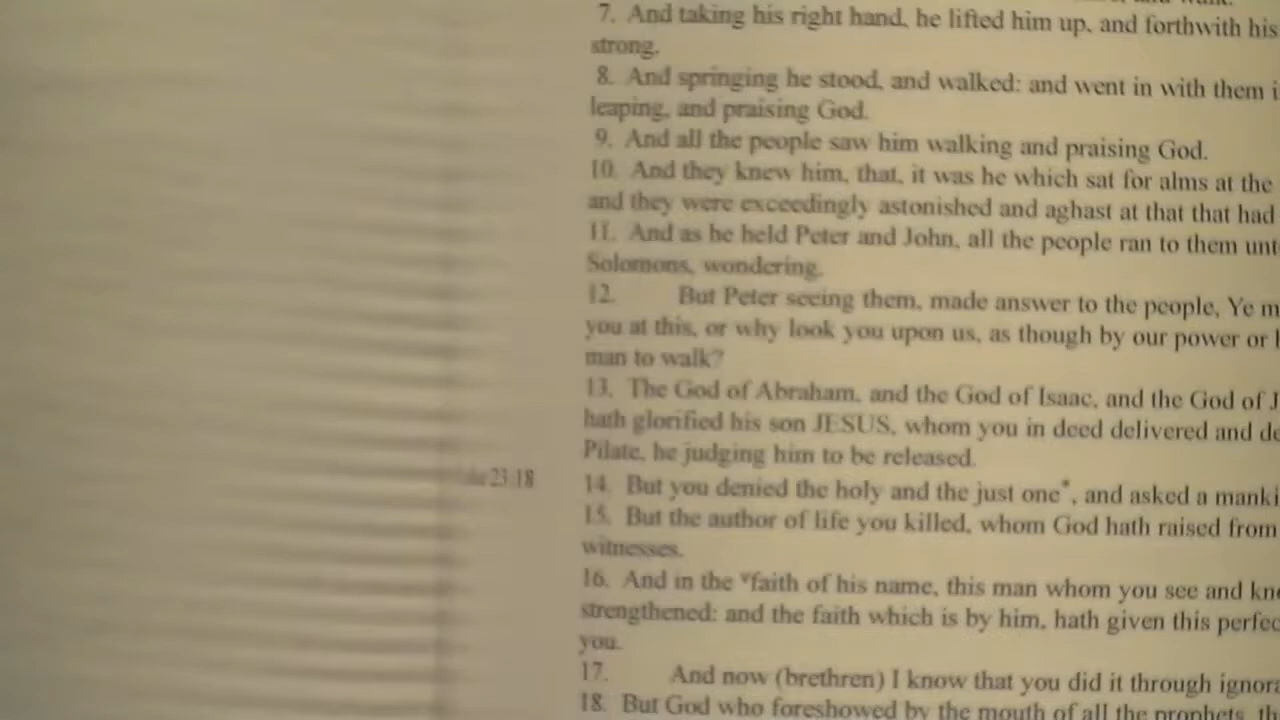 7. And taking his right hand, he lifted him up, and forthwith his
strong.
8. And springing he stood, and walked: and went in with them i
leaping, and praising God.
9. And all the people saw him walking and praising God.
10. And they knew him, that, it was he which sat for alms at the
and they were exceedingly astonished and aghast at that that had
11. And as he held Peter and John, all the people ran to them unt
Solomons, wondering.
12. But Peter seeing them, made answer to the people, Ye m
you at this, or why look you upon us, as though by our power or
man to walk?
13. The God of Abraham, and the God of Isaac, and the God of J
hath glorified his son JESUS, whom you in deed delivered and de
Pilate, he judging him to be released.
23:18
14. But you denied the holy and the just one*, and asked a manki
15. But the author of life you killed, whom God hath raised from
witnesses.
16. And in the "faith of his name, this man whom you see and kno
strengthened: and the faith which is by him, hath given this perfec
you.
17. And now (brethren) I know that you did it through ignora
18. But God who foreshowed by the mouth of all the prophets, th